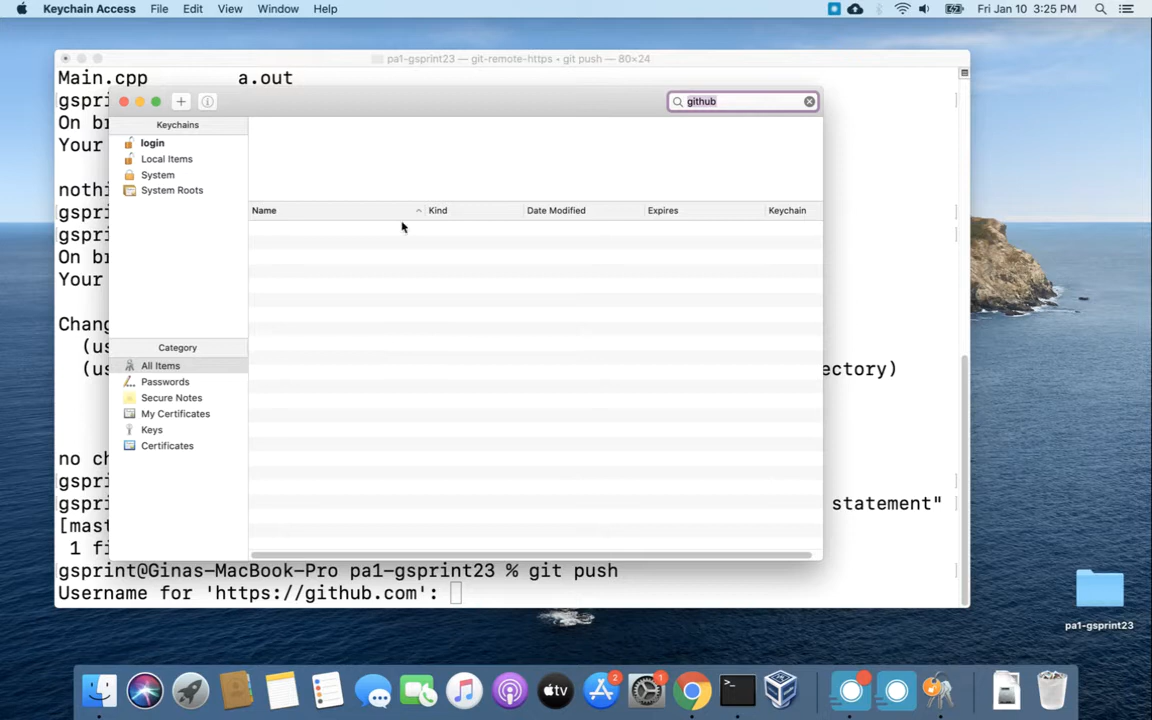 Keychain Access File Edit View Window Help Fri Jan 10 3:25 PM
pa1-gsprint23 — git-remote-https • git push — 80×24
Main.cpp a.out
gspri
On br
Your
nothi
gspri
gspri
On br
Your
Chang
(us
(us ectory)
no ch
gspri
gspri statement"
[mast
1 fi
gsprint@Ginas-MacBook-Pro pa1-gsprint23 % git push
Username for 'https://github.com':
github
Keychains
login
Local Items
System
System Roots
Name Kind Date Modified Expires Keychain
Category
All Items
Passwords
Secure Notes
My Certificates
Keys
Certificates
pa1-gsprint23
tv
2
1
>_